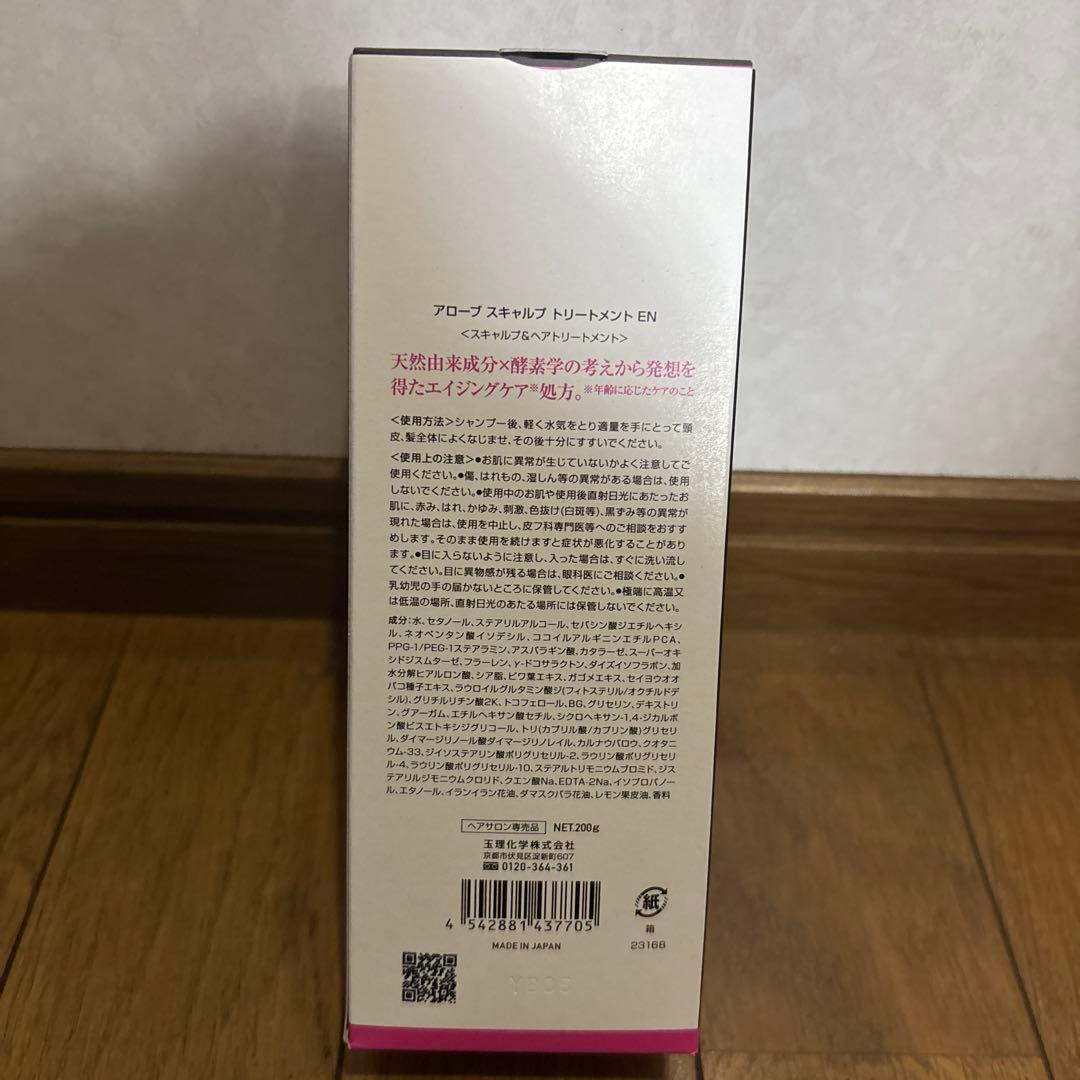 アローブ スキャルプ トリートメント EN
<スキャルプ&ヘアトリートメント>
天然由来成分×酵素学の考えから発想を
得たエイジングケア※処方。※年齢に応じたケアのこと
<使用方法>シャンプー後、軽く水気をとり適量を手にとって頭
皮、髪全体によくなじませ、その後十分にすすいでください。
<使用上の注意>●お肌に異常が生じていないかよく注意してご
使用ください。●傷、はれもの、湿しん等の異常がある場合は、使用
しないでください。●使用中のお肌や使用後直射日光にあたったお
肌に、赤み、はれ、かゆみ、刺激、色抜け(白斑等)、黒ずみ等の異常が
現れた場合は、使用を中止し、皮フ科専門医等へのご相談をおすす
めします。そのまま使用を続けますと症状が悪化することがあり
ます。●目に入らないように注意し、入った場合は、すぐに洗い流し
てください。目に異物感が残る場合は、眼科医にご相談ください。●
乳幼児の手の届かないところに保管してください。●極端に高温又
は低温の場所、直射日光のあたる場所には保管しないでください。
成分:水、セタノール、ステアリルアルコール、セバシン酸ジエチルヘキシ
ル、ネオペンタン酸イソデシル、ココイルアルギニンエチルPCA、
PPG-1/PEG-1ステアラミン、アスパラギン酸、カタラーゼ、スーパーオキ
シドジスムターゼ、フラーレン、γ-ドコサラクトン、ダイズイソフラボン、加
水分解ヒアルロン酸、シア脂、ビワ葉エキス、ガゴメエキス、セイヨウオオ
バコ種子エキス、ラウロイルグルタミン酸ジ(フィトステリル/オクチルドデ
シル)、グリチルリチン酸2K、トコフェロール、BG、グリセリン、デキストリ
ン、グアーガム、エチルヘキサン酸セチル、シクロヘキサン-1,4-ジカルボ
ン酸ビスエトキシジグリコール、トリ(カプリル酸/カプリン酸)グリセリ
ル、ダイマージリノール酸ダイマージリノレイル、カルナウバロウ、クオタニ
ウム-33、ジイソステアリン酸ポリグリセリル-2、ラウリン酸ポリグリセリ
ル-4、ラウリン酸ポリグリセリル-10、ステアルトリモニウムブロミド、ジス
テアリルジモニウムクロリド、クエン酸Na、EDTA-2Na、イソプロパノー
ル、エタノール、イランイラン花油、ダマスクバラ花油、レモン果皮油、香料
ヘアサロン専売品 NET.200g
玉理化学株式会社
京都市伏見区淀新町607
0120-364-361
4 542881 437705
MADE IN JAPAN
紙
箱
23168